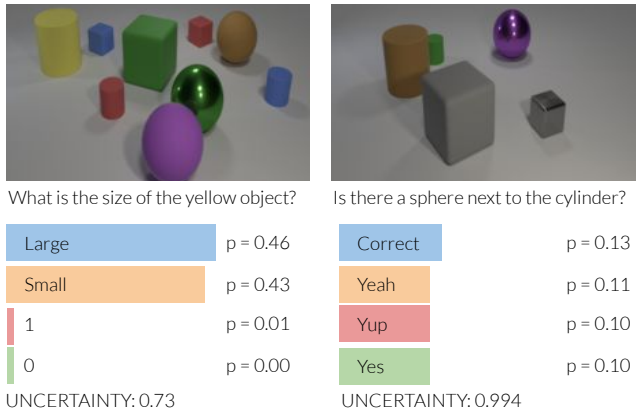 What is the size of the yellow object?
Large p = 0.46
Small p = 0.43
1 p = 0.01
0 p = 0.00
UNCERTAINTY: 0.73
Is there a sphere next to the cylinder?
Correct p = 0.13
Yeah p = 0.11
Yup p = 0.10
Yes p = 0.10
UNCERTAINTY: 0.994